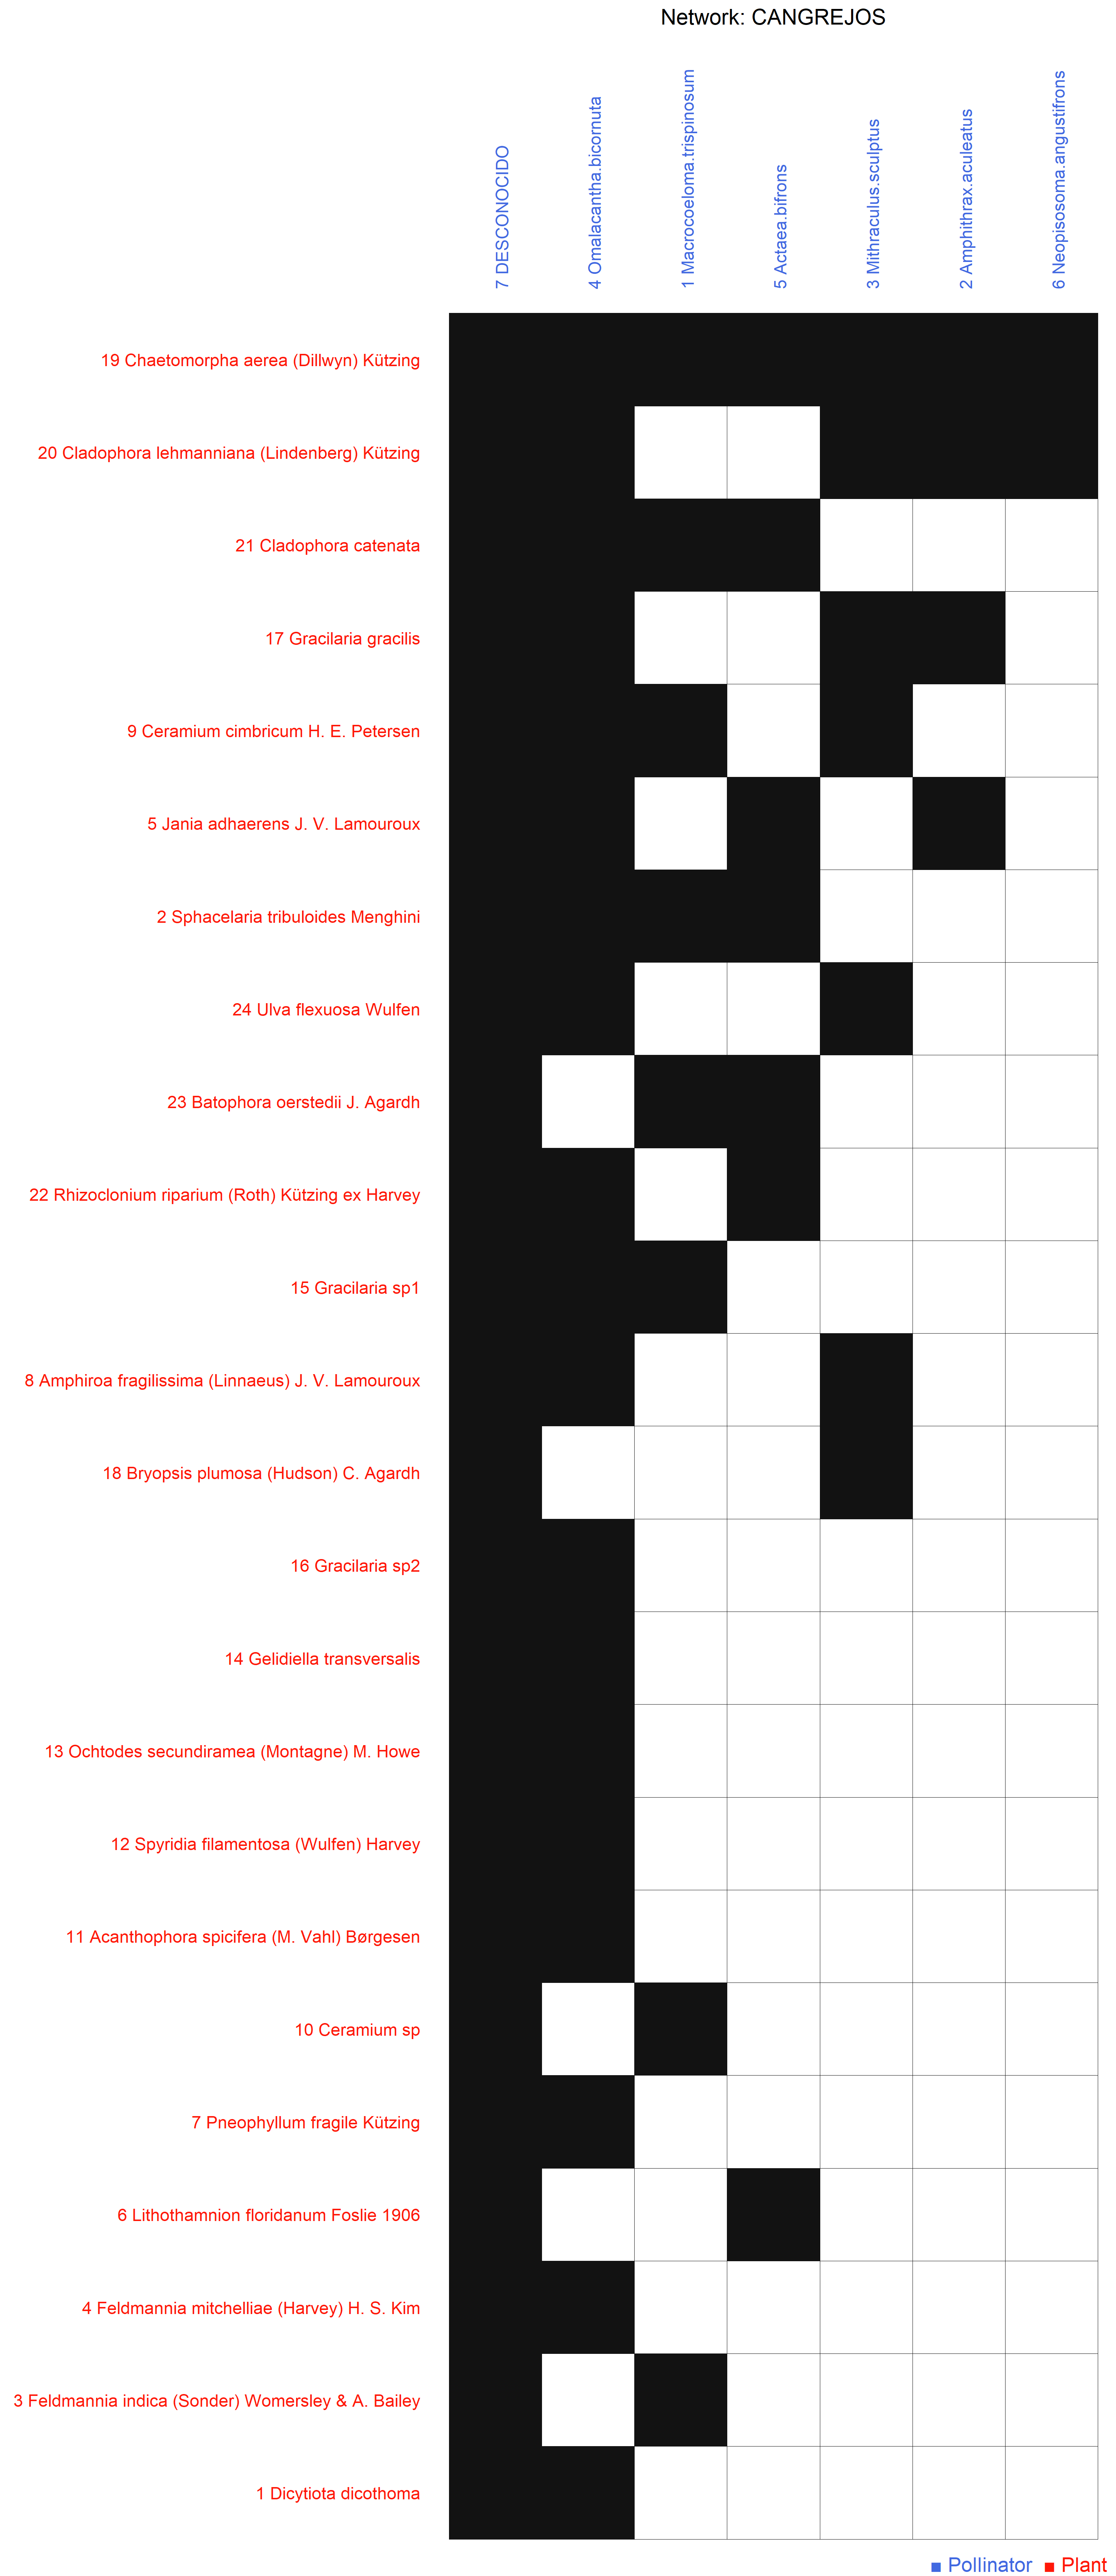 Network: CANGREJOS
7 DESCONOCIDO
4 Omalacantha.bicornuta
1 Macrocoeloma.trispinosum
5 Actaea.bifrons
3 Mithraculus.sculptus
2 Amphithrax.aculeatus
6 Neopisosoma.angustifrons
19 Chaetomorpha aerea (Dillwyn) Kützing
20 Cladophora lehmanniana (Lindenberg) Kützing
21 Cladophora catenata
17 Gracilaria gracilis
9 Ceramium cimbricum H. E. Petersen
5 Jania adhaerens J. V. Lamouroux
2 Sphacelaria tribuloides Menghini
24 Ulva flexuosa Wulfen
23 Batophora oerstedii J. Agardh
22 Rhizoclonium riparium (Roth) Kützing ex Harvey
15 Gracilaria sp1
8 Amphiroa fragilissima (Linnaeus) J. V. Lamouroux
18 Bryopsis plumosa (Hudson) C. Agardh
16 Gracilaria sp2
14 Gelidiella transversalis
13 Ochtodes secundiramea (Montagne) M. Howe
12 Spyridia filamentosa (Wulfen) Harvey
11 Acanthophora spicifera (M. Vahl) Børgesen
10 Ceramium sp
7 Pneophyllum fragile Kützing
6 Lithothamnion floridanum Foslie 1906
4 Feldmannia mitchelliae (Harvey) H. S. Kim
3 Feldmannia indica (Sonder) Womersley & A. Bailey
1 Dicytiota dicothoma
Pollinator Plant